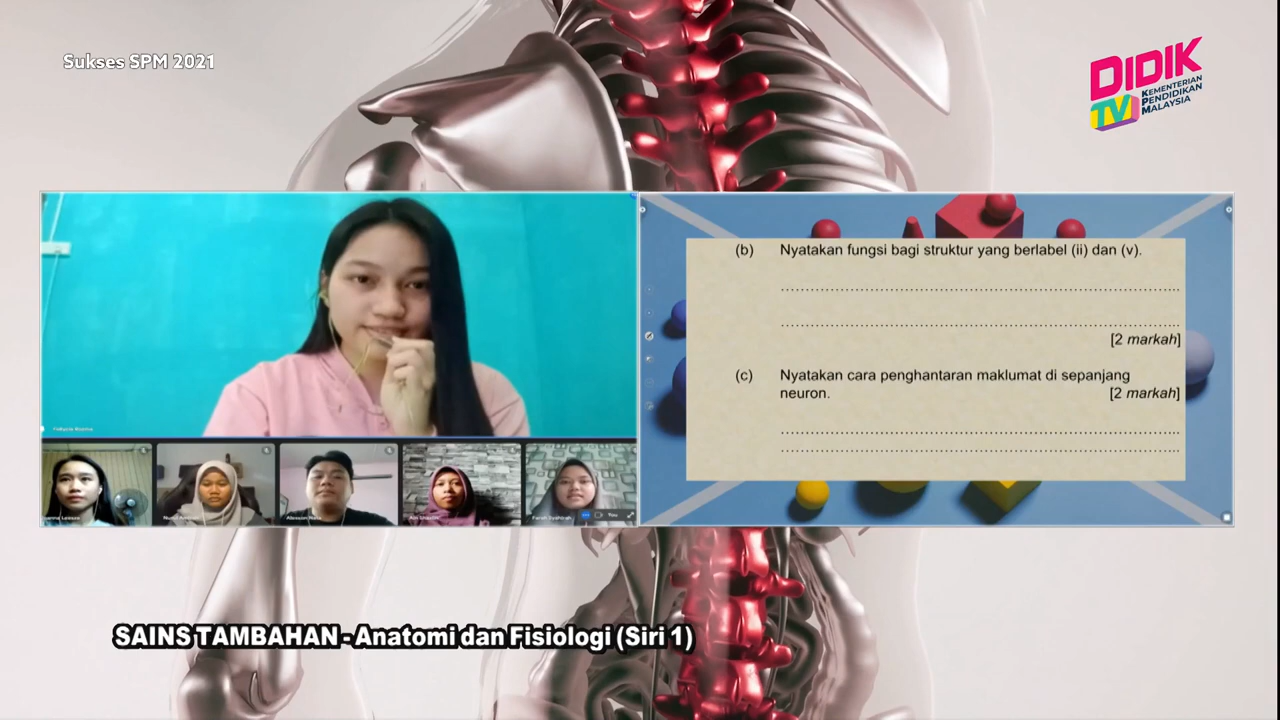 Sukses SPM 2021
DIDIK
TV
KEMENTERIAN
PENDIDIKAN
MALAYSIA
(b) Nyatakan fungsi bagi struktur yang berlabel (ii) dan (v).
................................................................................
................................................................................
[2 markah]
(c) Nyatakan cara penghantaran maklumat di sepanjang
neuron. [2 markah]
................................................................................
................................................................................
You
SAINS TAMBAHAN - Anatomi dan Fisiologi (Siri 1)